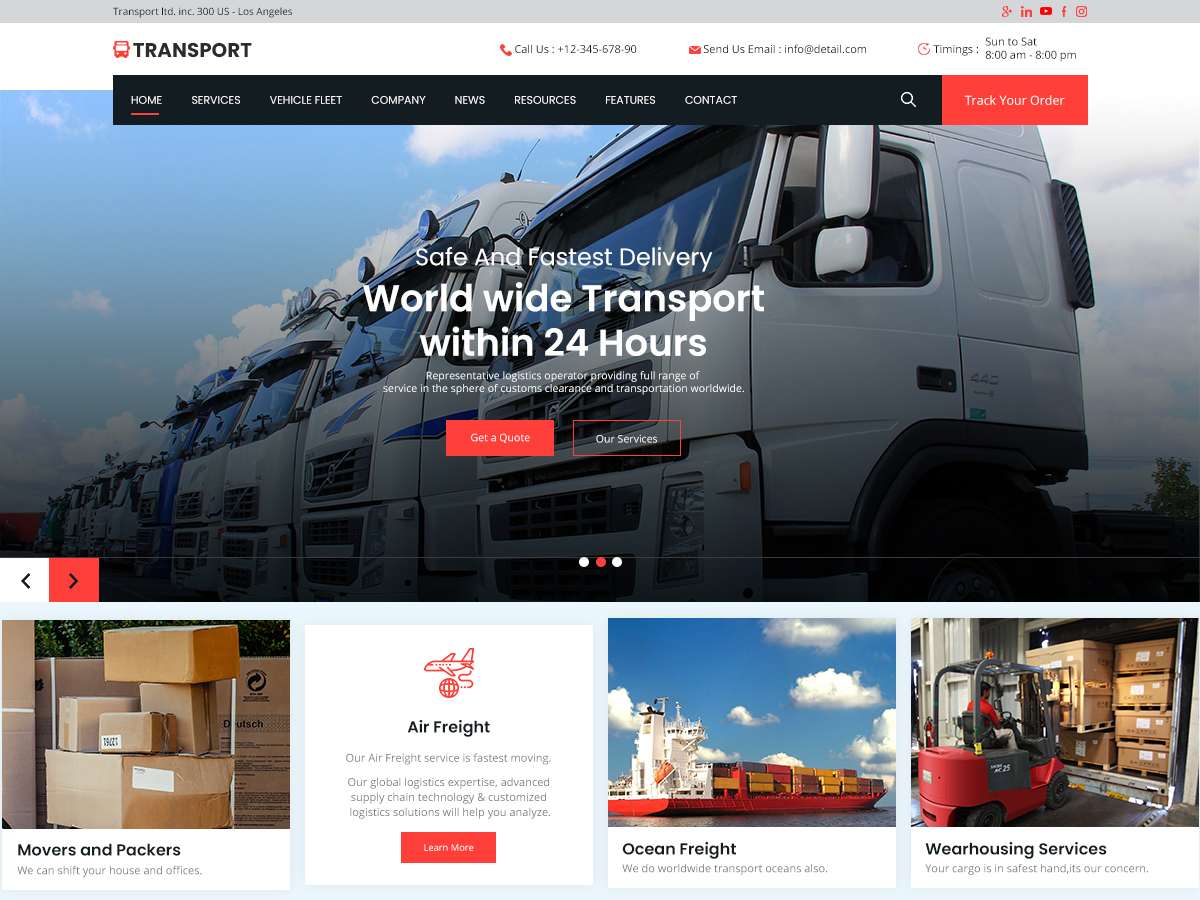 Transport ltd. inc. 300 US - Los Angeles
TRANSPORT
Call Us : +12-345-678-90
Send Us Email : info@detail.com
Timings :
Sun to Sat
8:00 am - 8:00 pm
HOME
SERVICES
VEHICLE FLEET
COMPANY
NEWS
RESOURCES
FEATURES
CONTACT
Track Your Order
Safe And Fastest Delivery
World wide Transport
within 24 Hours
Representative logistics operator providing full range of
service in the sphere of customs clearance and transportation worldwide.
Get a Quote
Our Services
440
Deutsch
12761
Movers and Packers
We can shift your house and offices.
Air Freight
Our Air Freight service is fastest moving.
Our global logistics expertise, advanced
supply chain technology & customized
logistics solutions will help you analyze.
Learn More
Ocean Freight
We do worldwide transport oceans also.
AC 25
Wearhousing Services
Your cargo is in safest hand,its our concern.